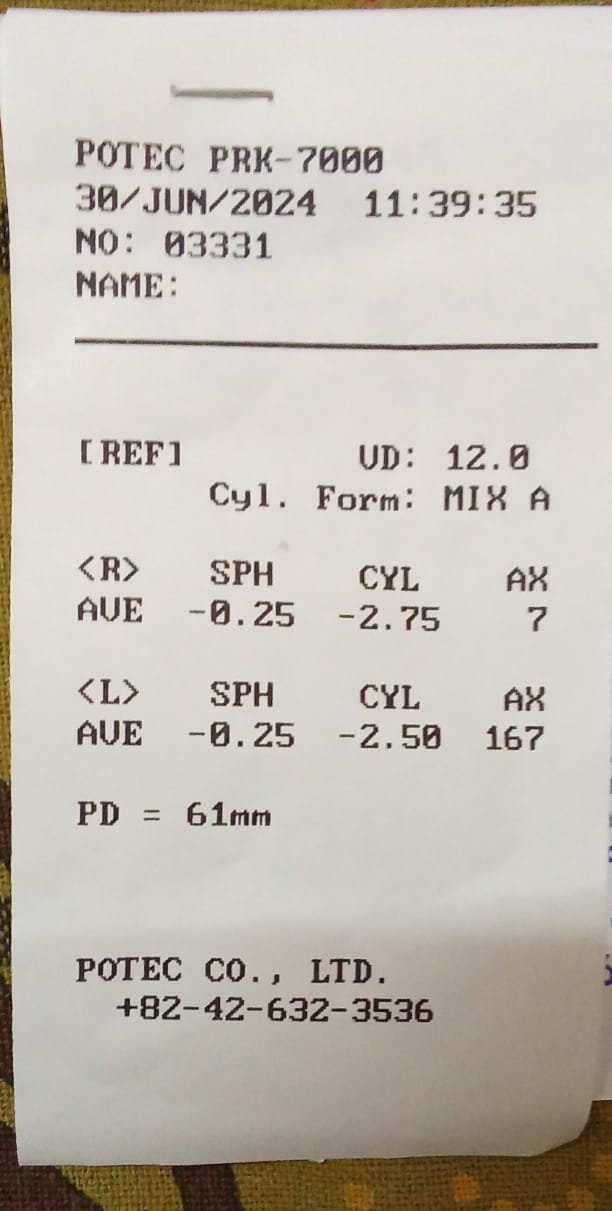 POTEC PRK-7000
30/JUN/2024 11:39:35
NO: 03331
NAME:
[REF] VD: 12.0
Cyl. Form: MIX A
<R> SPH CYL AX
AVE -0.25 -2.75 7
<L> SPH CYL AX
AVE -0.25 -2.50 167
PD = 61mm
POTEC CO., LTD.
+82-42-632-3536